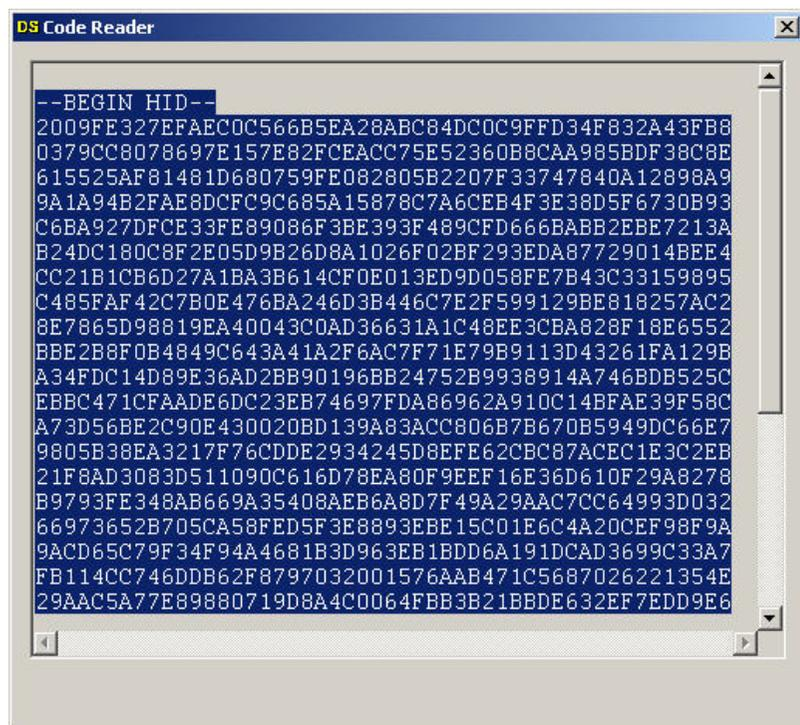 DS Code Reader
--BEGIN HID--
2009FE327EFAEC0C566B5EA28ABC84DC0C9FFD34F832A43FB8
0379CC8078697E157E82FCEACC75E52360B8CAA985BDF38C8E
615525AF81481D680759FE082805B2207F33747840A12898A9
9A1A94B2FAE8DCFC9C685A15878C7A6CEB4F3E38D5F6730B93
C6BA927DFCE33FE89086F3BE393F489CFD666BABB2EBE7213A
B24DC180C8F2E05D9B26D8A1026F02BF293EDA87729014BEE4
CC21B1CB6D27A1BA3B614CF0E013ED9D058FE7B43C33159895
C485FAF42C7B0E476BA246D3B446C7E2F599129BE818257AC2
8E7865D98819EA40043C0AD36631A1C48EE3CBA828F18E6552
BBE2B8F0B4849C643A41A2F6AC7F71E79B9113D43261FA129B
A34FDC14D89E36AD2BB90196BB24752B9938914A746BDB525C
EBBC471CFAADE6DC23EB74697FDA86962A910C14BFAE39F58C
A73D56BE2C90E430020BD139A83ACC806B7B670B5949DC66E7
9805B38EA3217F76CDDE2934245D8EFE62CBC87ACEC1E3C2EB
21F8AD3083D511090C616D78EA80F9EEF16E36D610F29A8278
B9793FE348AB669A35408AEB6A8D7F49A29AAC7CC64993D032
66973652B705CA58FED5F3E8893EBE15C01E6C4A20CEF98F9A
9ACD65C79F34F94A4681B3D963EB1BDD6A191DCAD3699C33A7
FB114CC746DDB62F8797032001576AAB471C5687026221354E
29AAC5A77E89880719D8A4C0064FBB3B21BBDE632EF7EDD9E6